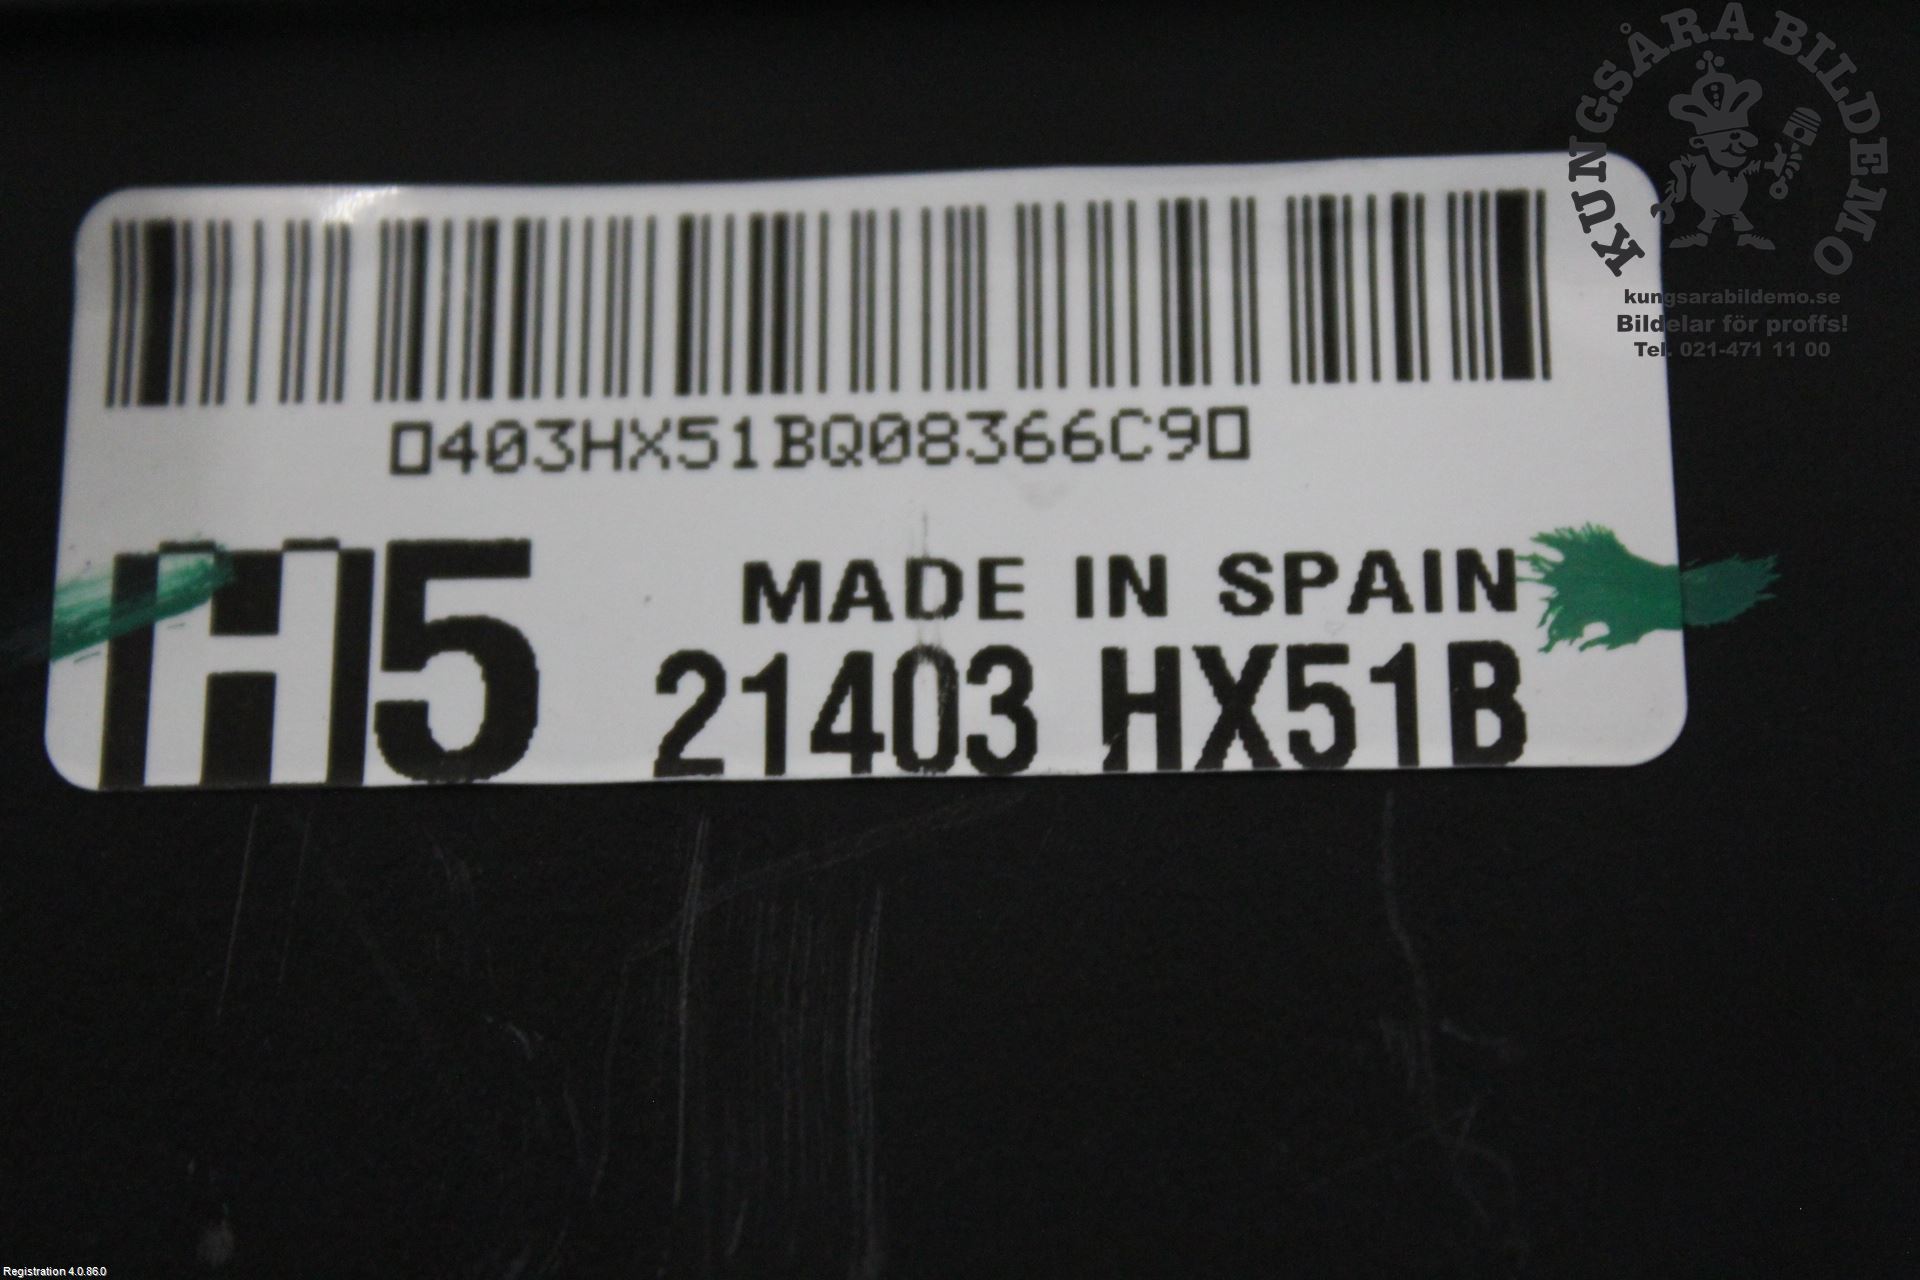 KUNGSÅRA BILDEMO
kungsarabildemo.se
Bildelar för proffs!
Tel. 021-471 11 00
▯403HX51BQ08366C9▯
H5
MADE IN SPAIN
21403 HX51B
Registration 4.0.86.0